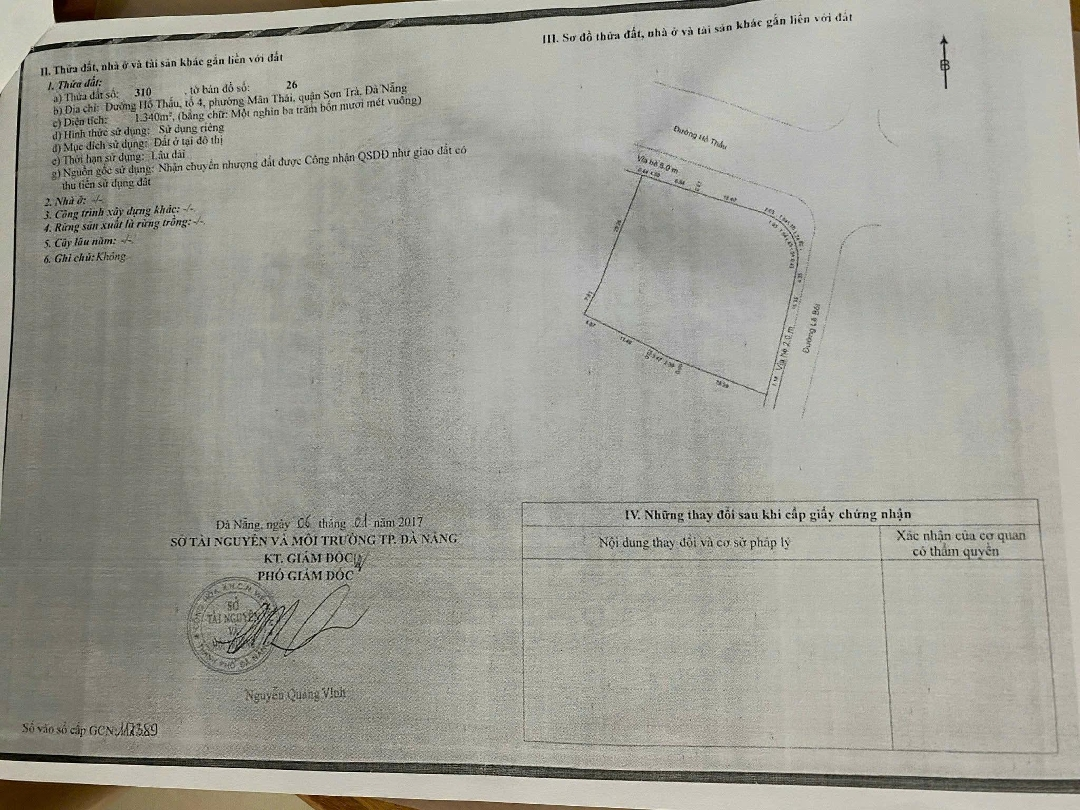 II. Thửa đất, nhà ở và tài sản khác gắn liền với đất
1. Thửa đất:
a) Thửa đất số: 310 , tờ bản đồ số: 26
b) Địa chỉ: Đường Hồ Thấu, tổ 4, phường Mân Thái, quận Sơn Trà, Đà Nẵng
c) Diện tích: 1.340m², (bằng chữ: Một nghìn ba trăm bốn mươi mét vuông)
d) Hình thức sử dụng: Sử dụng riêng
đ) Mục đích sử dụng: Đất ở tại đô thị
e) Thời hạn sử dụng: Lâu dài
g) Nguồn gốc sử dụng: Nhận chuyển nhượng đất được Công nhận QSDĐ như giao đất có
thu tiền sử dụng đất
2. Nhà ở: -/-
3. Công trình xây dựng khác: -/-
4. Rừng sản xuất là rừng trồng: -/-
5. Cây lâu năm: -/-
6. Ghi chú: Không
III. Sơ đồ thửa đất, nhà ở và tài sản khác gắn liền với đất
B
Đường Hồ Thấu
Vỉa hè 5.0 m
Vỉa hè 2.0 m
Đường Lê Bôi
Đà Nẵng, ngày 06 tháng 01 năm 2017
SỞ TÀI NGUYÊN VÀ MÔI TRƯỜNG TP. ĐÀ NẴNG
KT. GIÁM ĐỐC
PHÓ GIÁM ĐỐC
SỞ
TÀI NGUYÊN
VÀ
Nguyễn Quang Vinh
Số vào sổ cấp GCN:
IV. Những thay đổi sau khi cấp giấy chứng nhận
Nội dung thay đổi và cơ sở pháp lý
Xác nhận của cơ quan
có thẩm quyền